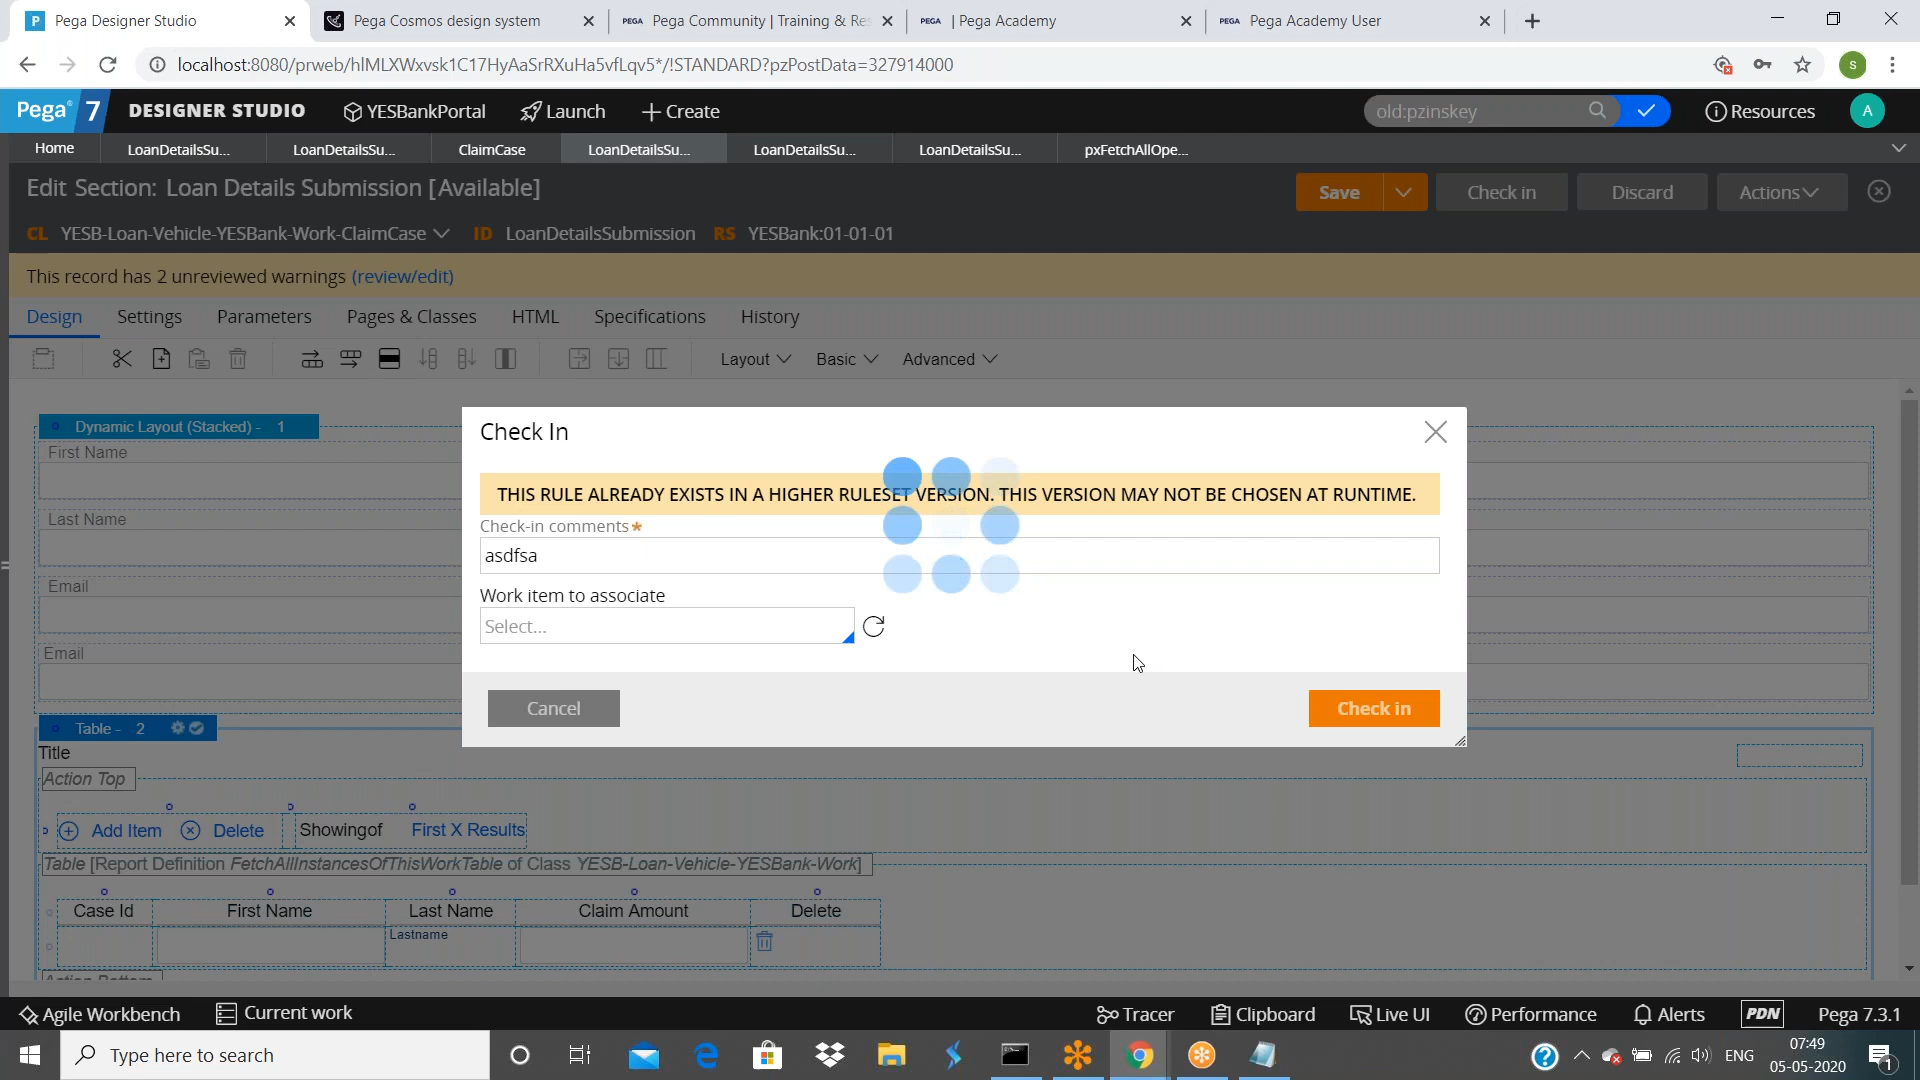 Pega Designer Studio
Pega Cosmos design system
Pega Community | Training & Res
| Pega Academy
Pega Academy User
localhost:8080/prweb/hlMLXWxvsk1C17HyAaSrRXuHa5vfLqv5*/!STANDARD?pzPostData=327914000
Pega 7 DESIGNER STUDIO YESBankPortal Launch Create old:pzinskey Resources A
Home LoanDetailsSu... LoanDetailsSu... ClaimCase LoanDetailsSu... LoanDetailsSu... LoanDetailsSu... pxFetchAllOpe...
Edit Section: Loan Details Submission [Available] Save Check in Discard Actions
CL YESB-Loan-Vehicle-YESBank-Work-ClaimCase ID LoanDetailsSubmission RS YESBank:01-01-01
This record has 2 unreviewed warnings (review/edit)
Design Settings Parameters Pages & Classes HTML Specifications History
Layout Basic Advanced
Dynamic Layout (Stacked) - 1
First Name
Last Name
Email
Email
Check In
THIS RULE ALREADY EXISTS IN A HIGHER RULESET VERSION. THIS VERSION MAY NOT BE CHOSEN AT RUNTIME.
Check-in comments*
asdfsa
Work item to associate
Select...
Cancel Check in
Table - 2
Title
Action Top
Add Item Delete Showingof First X Results
Table [Report Definition FetchAllInstancesOfThisWorkTable of Class YESB-Loan-Vehicle-YESBank-Work]
Case Id First Name Last Name Claim Amount Delete
Lastname
Action Bottom
Agile Workbench Current work Tracer Clipboard Live UI Performance Alerts PDN Pega 7.3.1
Type here to search ENG 07:49
05-05-2020 1